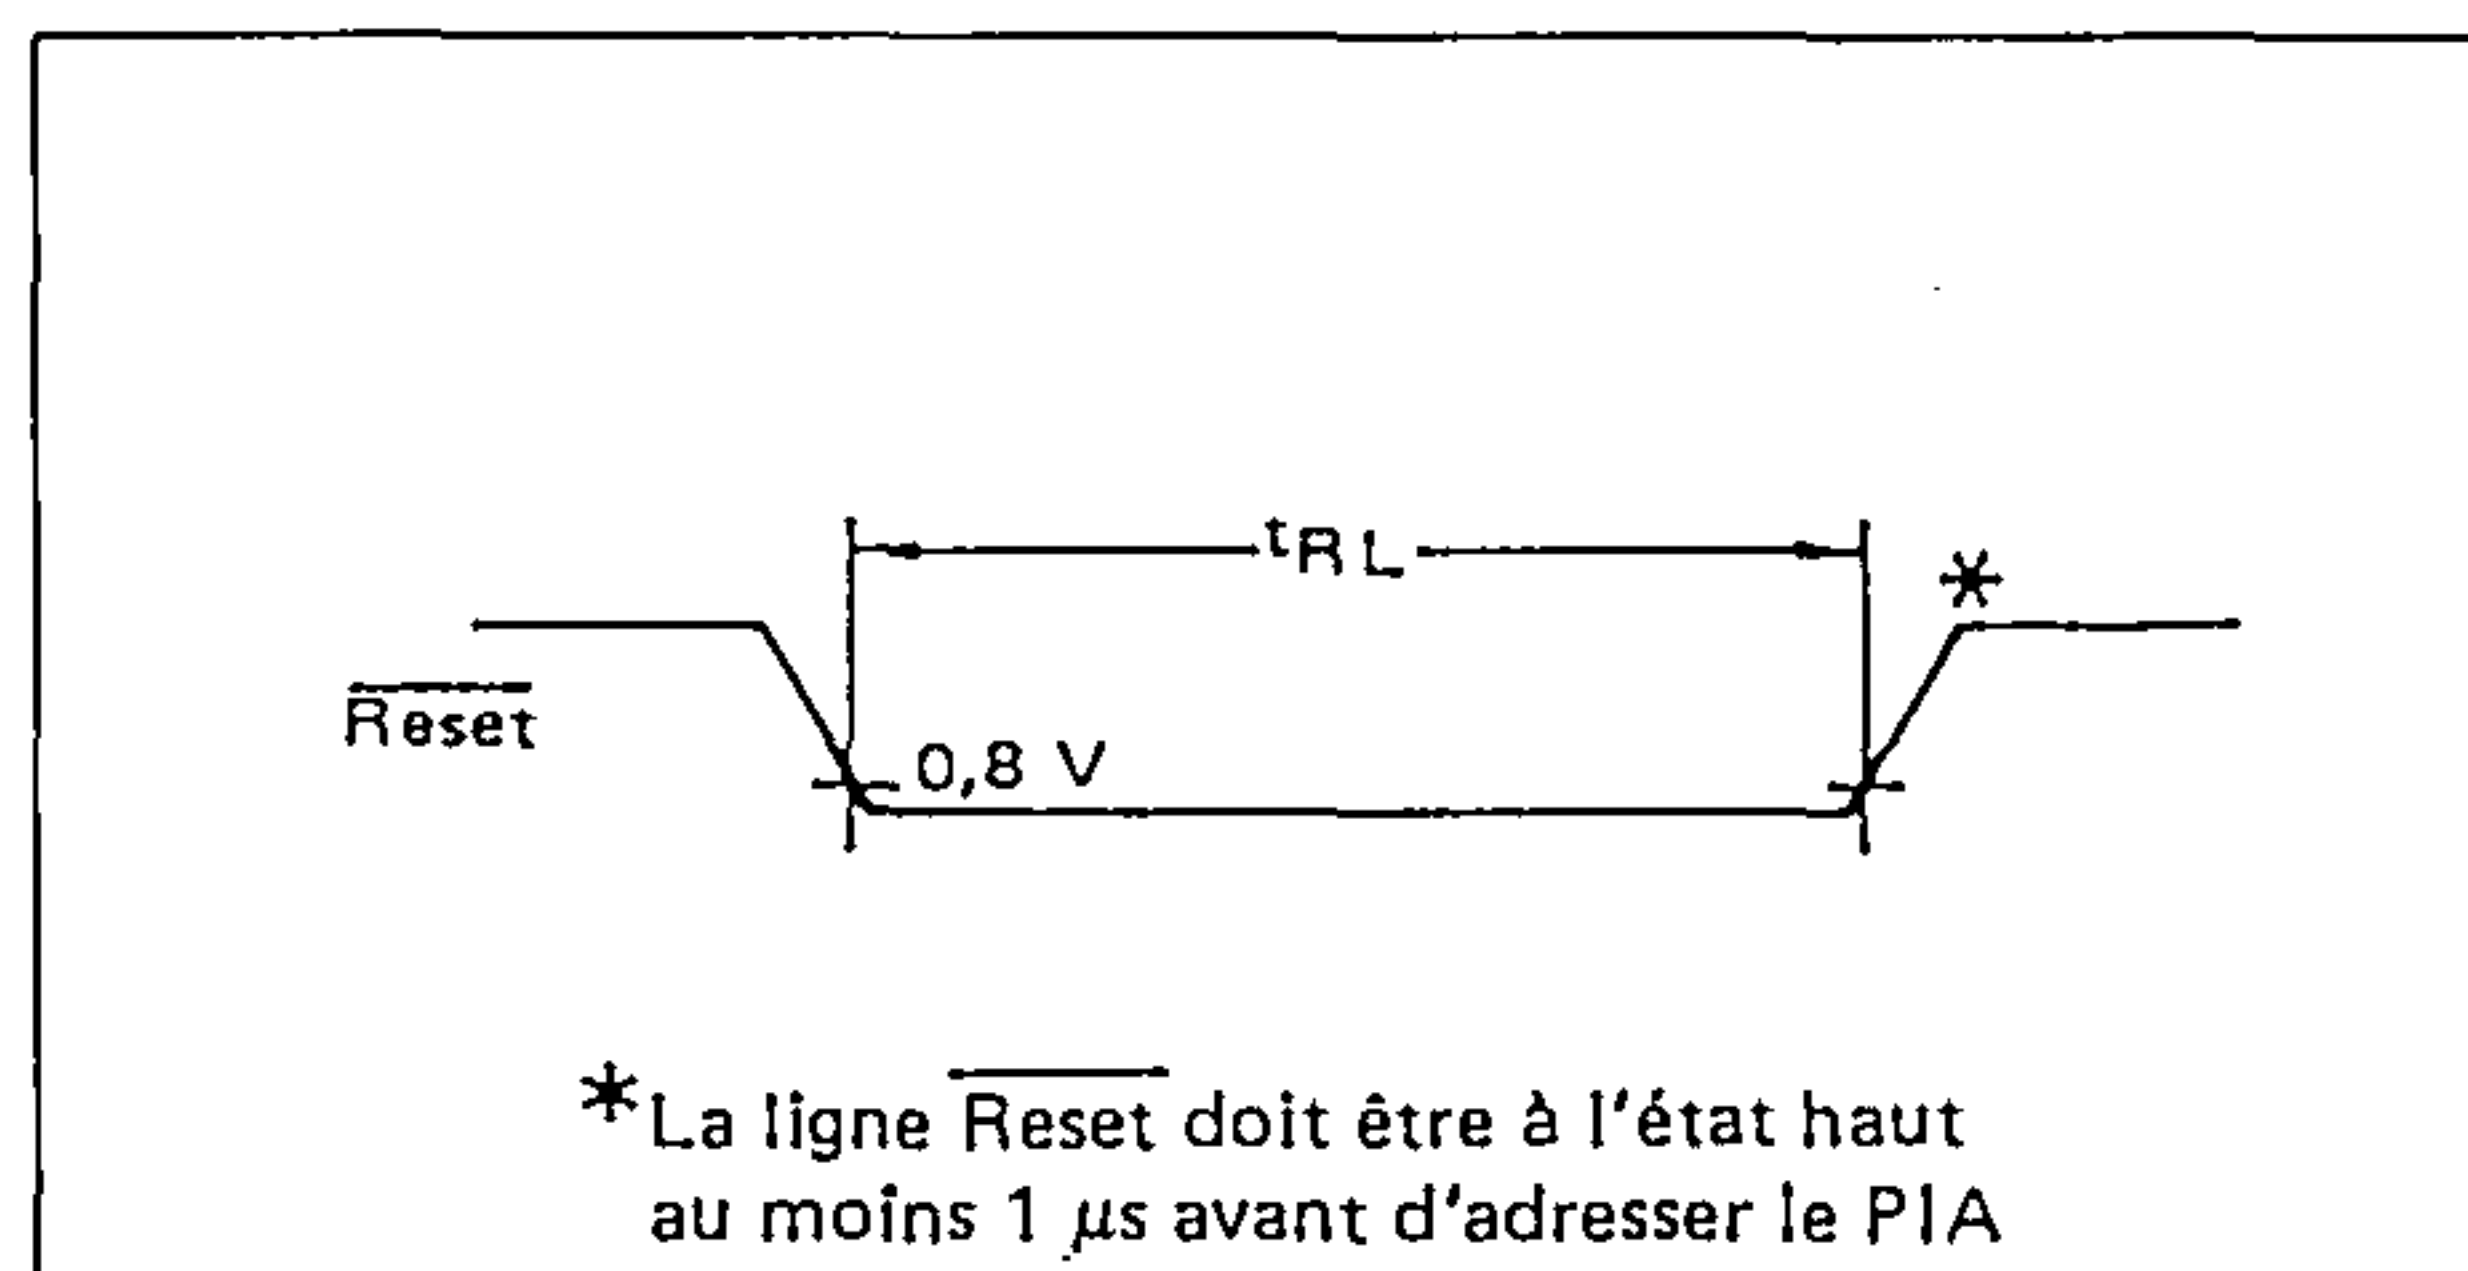 tRL
*
Reset
0,8 V
* La ligne Reset doit être à l'état haut
au moins 1 µs avant d'adresser le PIA